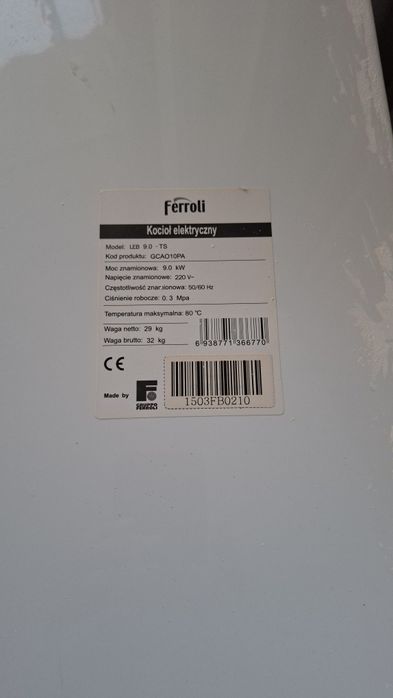 Ferroli
Kocioł elektryczny
Model: LEB 9.0 - TS
Kod produktu: GCAO10PA
Moc znamionowa: 9.0 kW
Napięcie znamionowe: 220 V~
Częstotliwość znamionowa: 50/60 Hz
Ciśnienie robocze: 0. 3 Mpa
Temperatura maksymalna: 80 °C
Waga netto: 29 kg
Waga brutto: 32 kg
6 938771 366770
CE
Made by
GRUPPO
FERROLI
1503FB0210